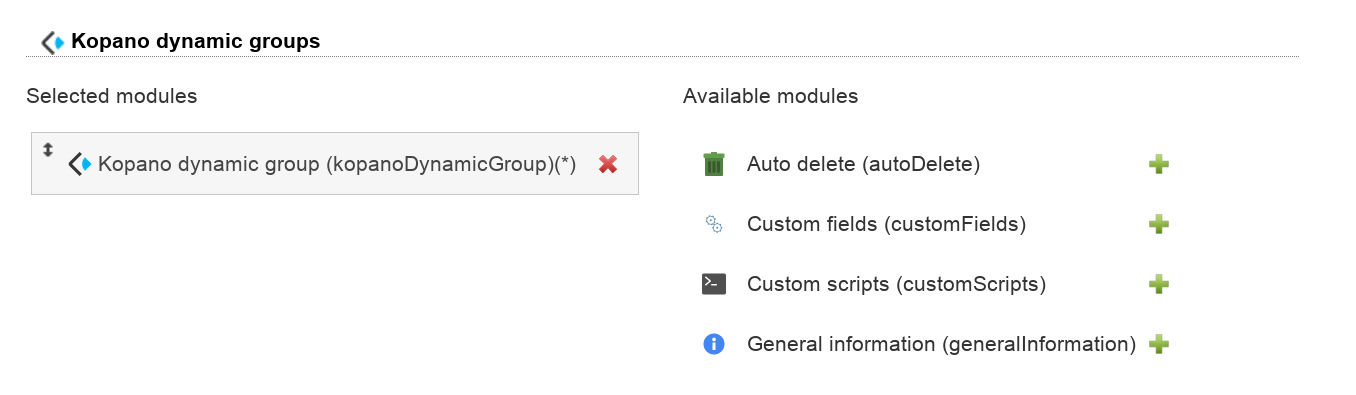 Kopano dynamic groups
Selected modules
Available modules
Kopano dynamic group (kopanoDynamicGroup)(*)
Auto delete (autoDelete)
Custom fields (customFields)
Custom scripts (customScripts)
General information (generalInformation)